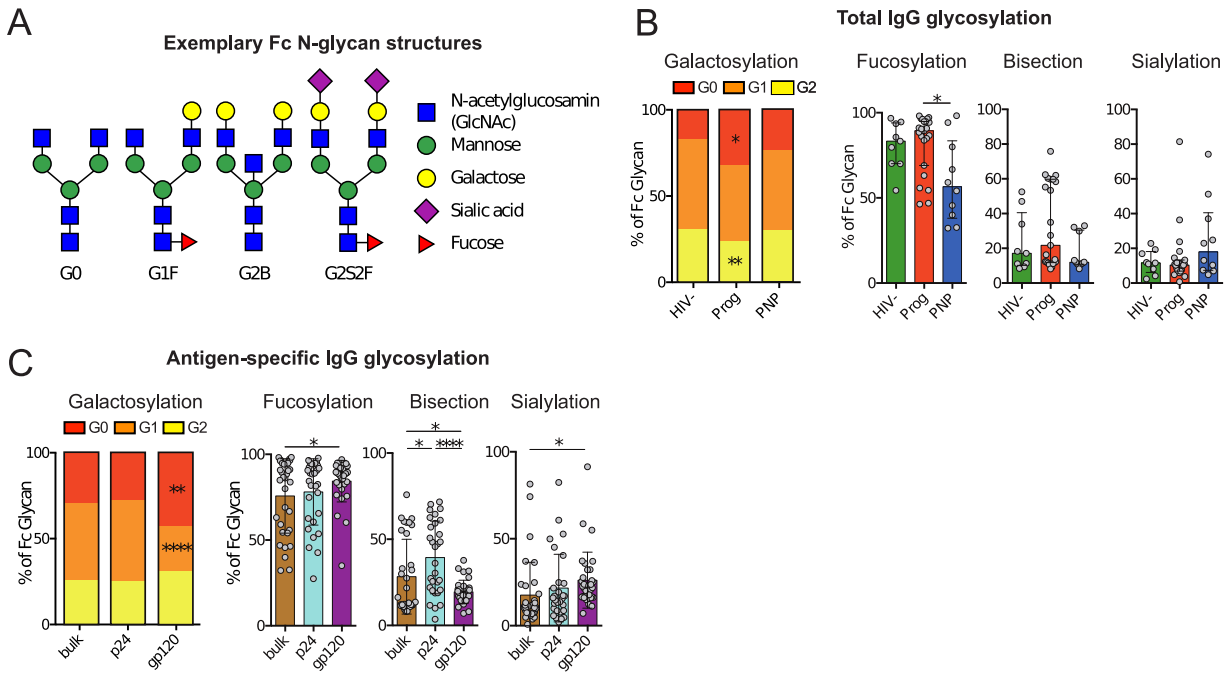 A
Exemplary Fc N-glycan structures
N-acetylglucosamin
(GlcNAc)
Mannose
Galactose
Sialic acid
Fucose
G0 G1F G2B G2S2F
B
Total IgG glycosylation
Galactosylation Fucosylation Bisection Sialylation
G0 G1 G2
% of Fc Glycan
100
50
0
*
**
HIV- Prog PNP
% of Fc Glycan
100
50
0
*
HIV- Prog PNP
100
80
60
40
20
0
HIV- Prog PNP
100
80
60
40
20
0
HIV- Prog PNP
C
Antigen-specific IgG glycosylation
Galactosylation Fucosylation Bisection Sialylation
G0 G1 G2
% of Fc Glycan
100
50
0
**
****
bulk p24 gp120
% of Fc Glycan
100
50
0
*
bulk p24 gp120
100
50
0
*
* ****
bulk p24 gp120
100
50
0
*
bulk p24 gp120